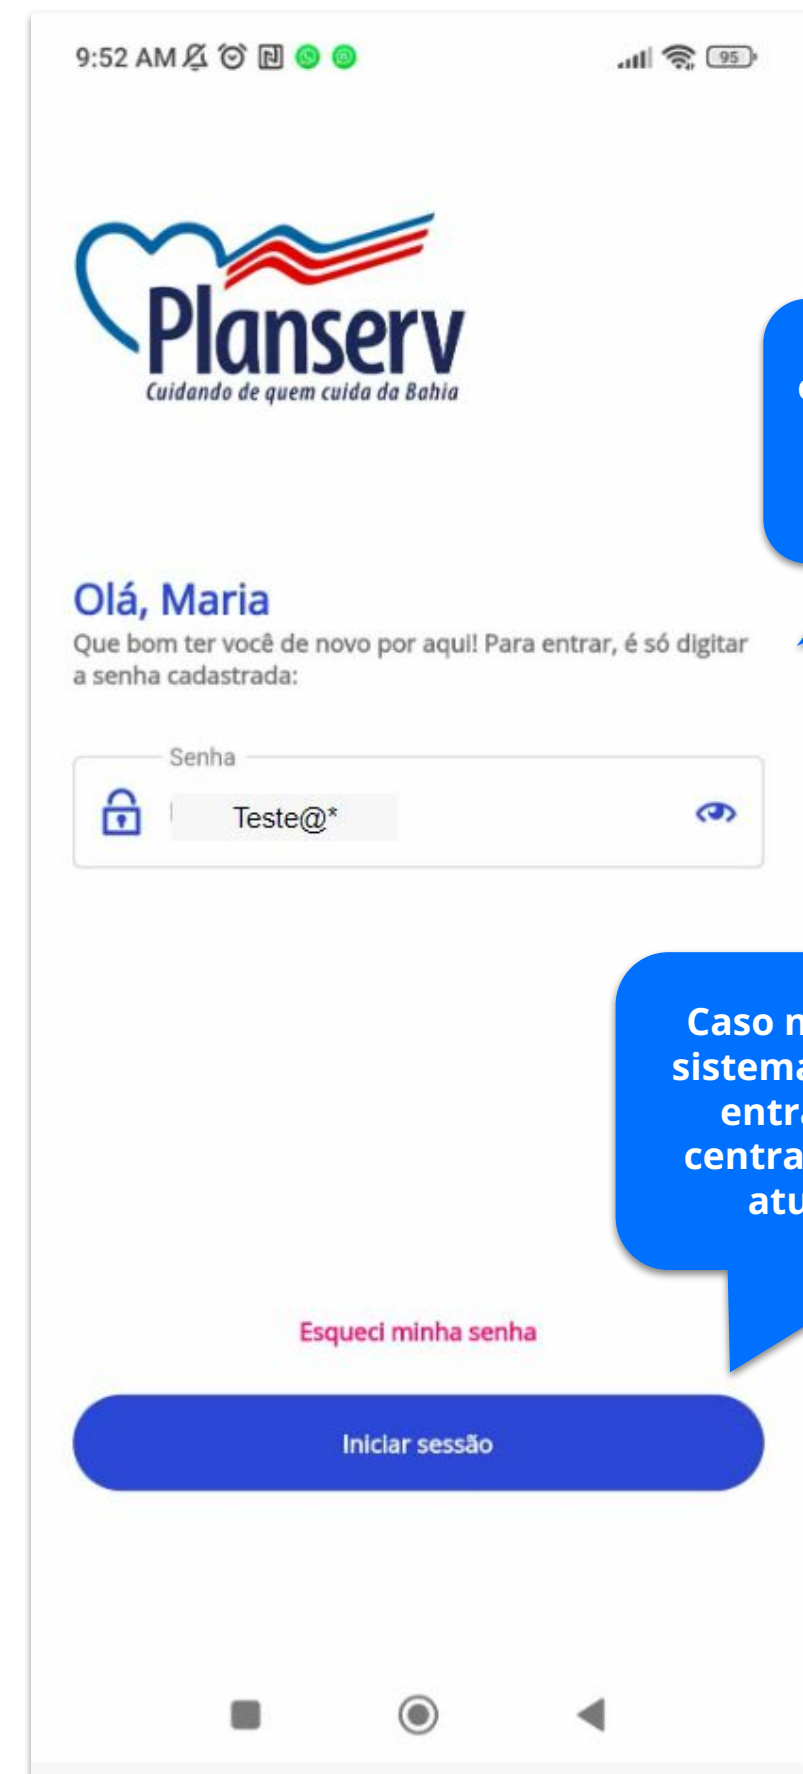 9:52 AM
95
Planserv
Cuidando de quem cuida da Bahia
Olá, Maria
Que bom ter você de novo por aqui! Para entrar, é só digitar
a senha cadastrada:
Senha
Teste@*
Caso
sistema
entra
centra
atu
Esqueci minha senha
Iniciar sessão